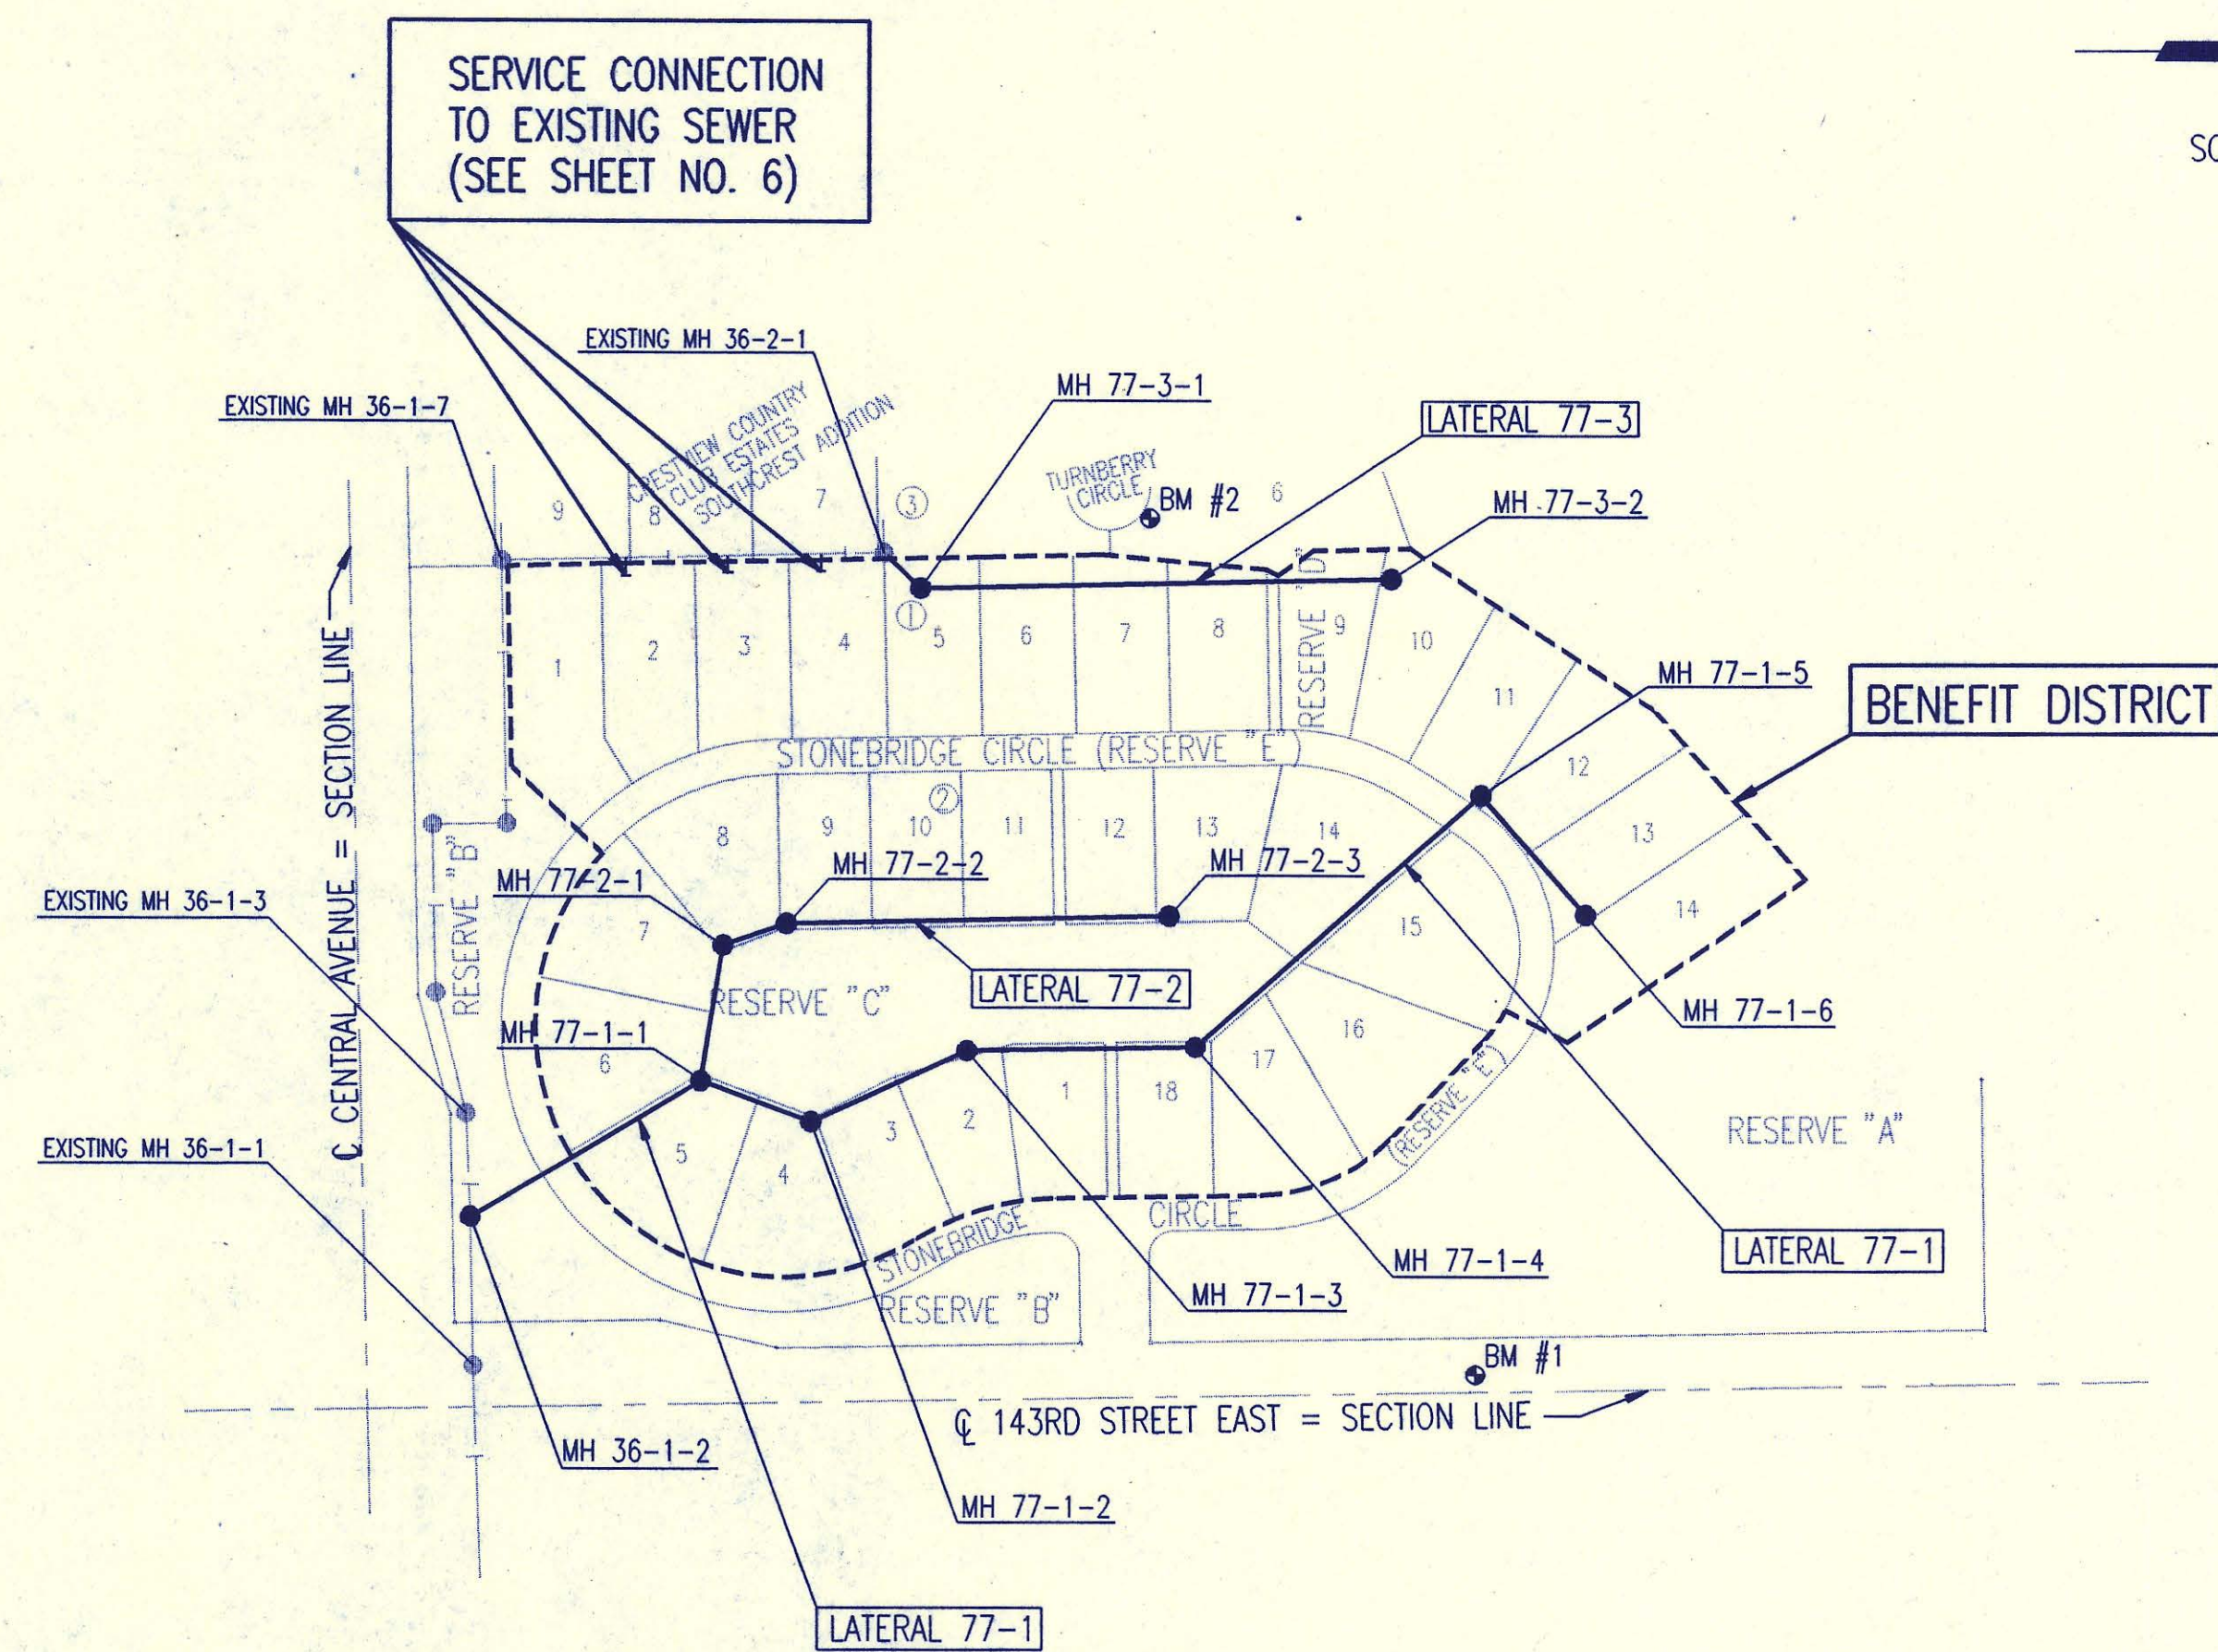 SERVICE CONNECTION
TO EXISTING SEWER
(SEE SHEET NO. 6)
EXISTING MH 36-2-1
EXISTING MH 36-1-7
MH 77-3-1
LATERAL 77-3
CRESTVIEW COUNTRY
CLUB ESTATES
SOUTHCREST ADDITION
TURNBERRY
CIRCLE
BM #2
MH 77-3-2
9
8
7
3
6
1
1
2
3
4
5
6
7
8
RESERVE "D"
9
10
11
12
13
14
MH 77-1-5
BENEFIT DISTRICT
STONEBRIDGE CIRCLE (RESERVE "E")
2
8
9
10
11
12
13
14
MH 77-2-1
MH 77-2-2
MH 77-2-3
EXISTING MH 36-1-3
RESERVE "B"
℄ CENTRAL AVENUE = SECTION LINE
7
15
LATERAL 77-2
RESERVE "C"
MH 77-1-6
MH 77-1-1
6
16
17
18
1
2
3
4
5
(RESERVE "E")
RESERVE "A"
EXISTING MH 36-1-1
STONEBRIDGE
CIRCLE
LATERAL 77-1
MH 77-1-4
MH 77-1-3
RESERVE "B"
BM #1
℄ 143RD STREET EAST = SECTION LINE
MH 36-1-2
MH 77-1-2
LATERAL 77-1